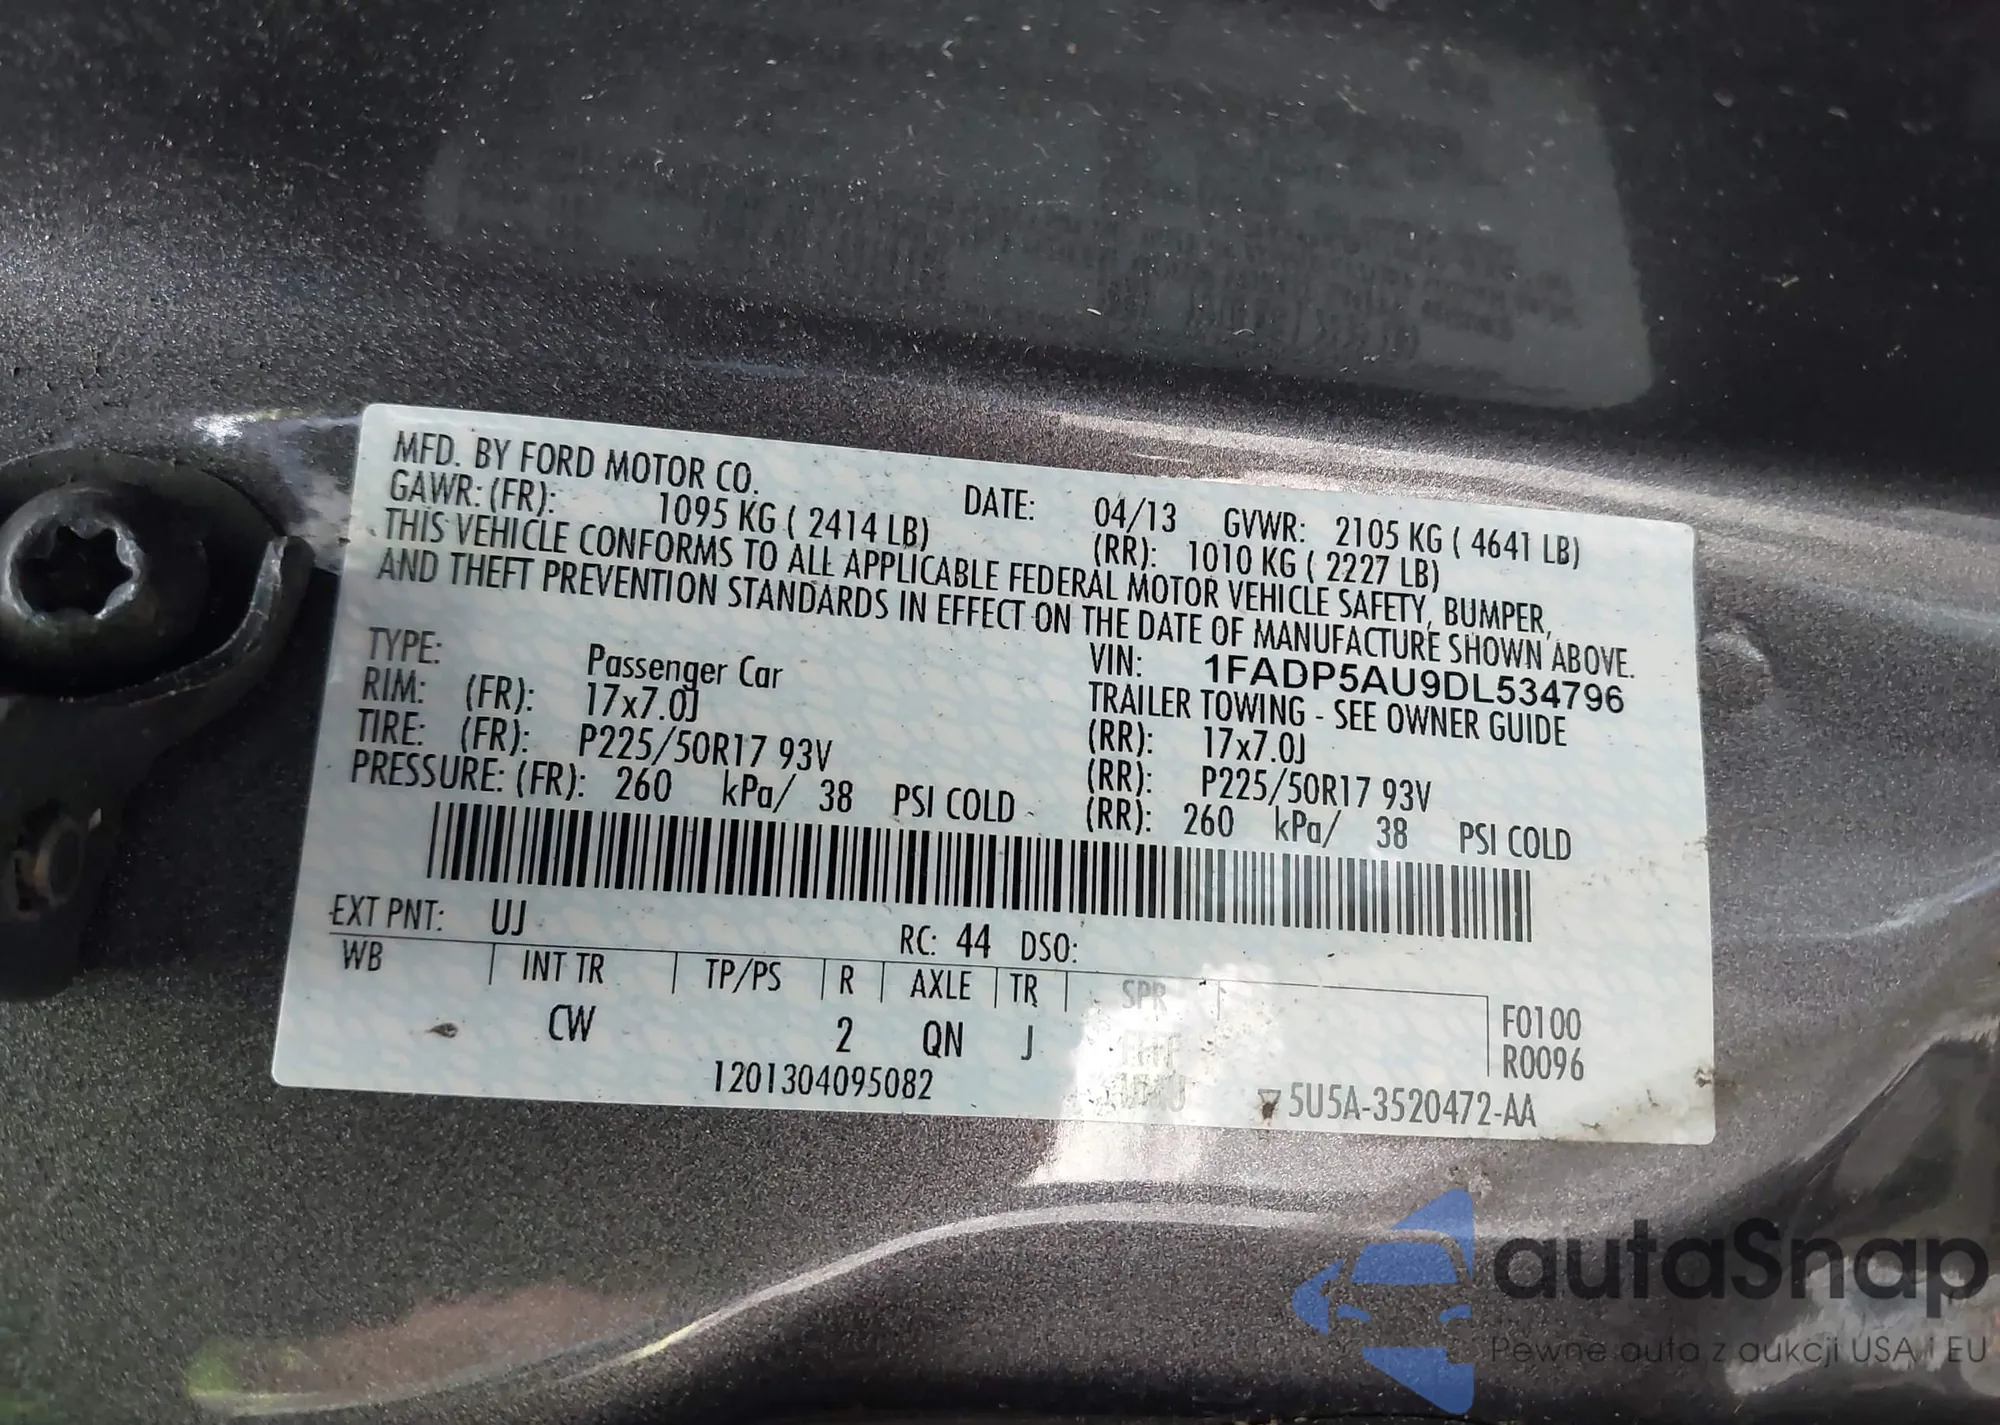 MFD. BY FORD MOTOR CO. DATE: 04/13 GVWR: 2105 KG ( 4641 LB)
GAWR: (FR): 1095 KG ( 2414 LB) (RR): 1010 KG ( 2227 LB)
THIS VEHICLE CONFORMS TO ALL APPLICABLE FEDERAL MOTOR VEHICLE SAFETY, BUMPER,
AND THEFT PREVENTION STANDARDS IN EFFECT ON THE DATE OF MANUFACTURE SHOWN ABOVE.
VIN: 1FADP5AU9DL534796
TYPE: Passenger Car TRAILER TOWING - SEE OWNER GUIDE
RIM: (FR): 17x7.0J (RR): 17x7.0J
TIRE: (FR): P225/50R17 93V (RR): P225/50R17 93V
PRESSURE: (FR): 260 kPa/ 38 PSI COLD (RR): 260 kPa/ 38 PSI COLD
EXT PNT: UJ RC: 44 DSO:
WB INT TR TP/PS R AXLE TR SPR F0100
CW 2 QN J R0096
1201304095082 5U5A-3520472-AA
autaSnap
Pewne auta z aukcji USA i EU